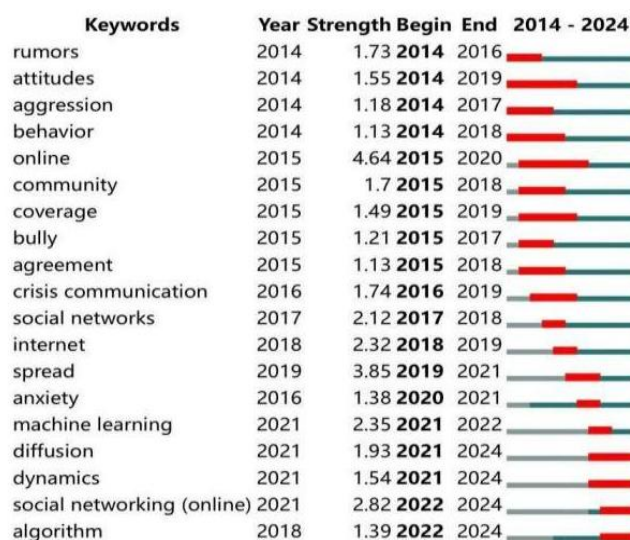 Keywords Year Strength Begin End 2014 - 2024
rumors 2014 1.73 2014 2016
attitudes 2014 1.55 2014 2019
aggression 2014 1.18 2014 2017
behavior 2014 1.13 2014 2018
online 2015 4.64 2015 2020
community 2015 1.7 2015 2018
coverage 2015 1.49 2015 2019
bully 2015 1.21 2015 2017
agreement 2015 1.13 2015 2018
crisis communication 2016 1.74 2016 2019
social networks 2017 2.12 2017 2018
internet 2018 2.32 2018 2019
spread 2019 3.85 2019 2021
anxiety 2016 1.38 2020 2021
machine learning 2021 2.35 2021 2022
diffusion 2021 1.93 2021 2024
dynamics 2021 1.54 2021 2024
social networking (online) 2021 2.82 2022 2024
algorithm 2018 1.39 2022 2024